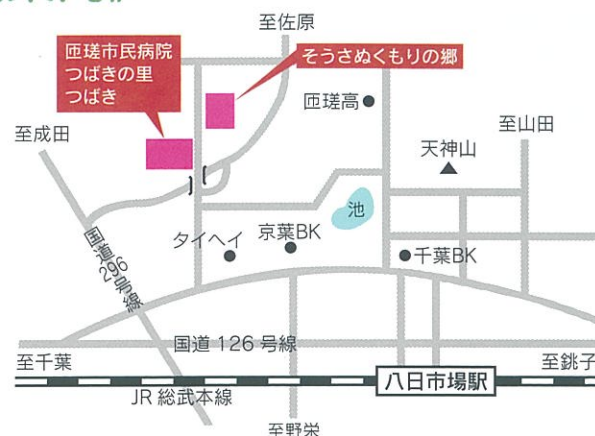 至佐原
匝瑳市民病院
つばきの里
つばき
そうさぬくもりの郷
匝瑳高
至成田
至山田
天神山
池
国道296号線
タイヘイ
京葉BK
千葉BK
国道126号線
至千葉
至銚子
八日市場駅
JR総武本線
至野栄